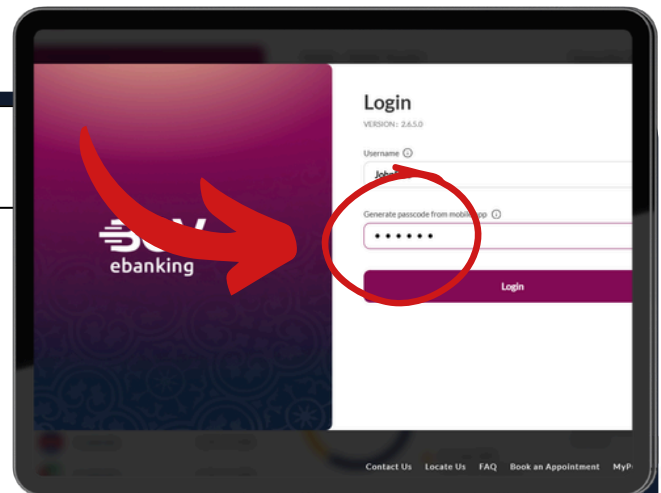 Login
VERSION: 2.6.5.0
Username
Generate passcode from mobile app
ebanking
Login
Contact Us Locate Us FAQ Book an Appointment